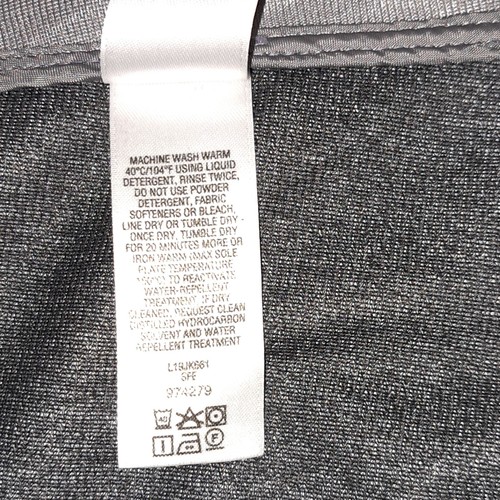 MACHINE WASH WARM
40°C/104°F USING LIQUID
DETERGENT, RINSE TWICE,
DO NOT USE POWDER
DETERGENT, FABRIC
SOFTENERS OR BLEACH,
LINE DRY OR TUMBLE DRY -
ONCE DRY, TUMBLE DRY
FOR 20 MINUTES MORE OR
IRON WARM (MAX SOLE
PLATE TEMPERATURE
TO REACTIVATE
WATER-REPELLENT
TREATMENT. IF DRY
CLEANED, REQUEST CLEAN
DISTILLED HYDROCARBON
SOLVENT AND WATER
REPELLENT TREATMENT
L19JK661
SFE
974279
40
F